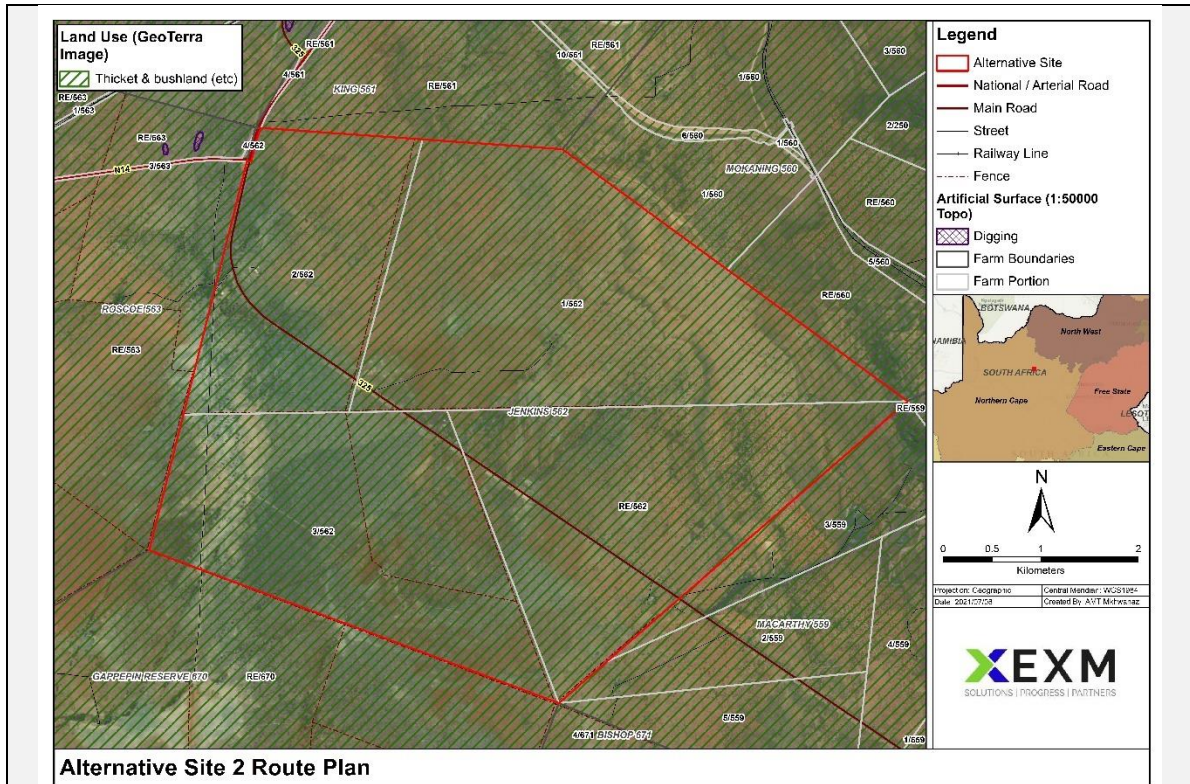 Land Use (GeoTerra
Image)
Thicket & bushland (etc)
RE/561
325
4/561
KING 561
RE/561
10/561
RE/561
1/560
3/560
RE/563
1/563
RE/563
N14
3/563
4/562
6/560
1/560
2/250
MOKANING 560
1/560
RE/560
5/560
2/562
ROSCOE 563
1/562
RE/560
RE/563
325
JENKINS 562
RE/559
RE/562
3/562
3/559
MACARTHY 559
2/559
4/559
GAPPEPIN RESERVE 670
RE/670
5/559
4/671 BISHOP 671
1/559
Alternative Site 2 Route Plan
Legend
Alternative Site
National / Arterial Road
Main Road
Street
Railway Line
Fence
Artificial Surface (1:50000
Topo)
Digging
Farm Boundaries
Farm Portion
BOTSWANA
NAMIBIA
North West
SOUTH AFRICA
Northern Cape
Free State
Eastern Cape
N
0 0.5 1 2
Kilometers
Projection: Geographic
Central Meridian: WGS1984
Date: 2021/07/08
Created By: AVT Mkhwanaz
EXM
SOLUTIONS | PROGRESS | PARTNERS